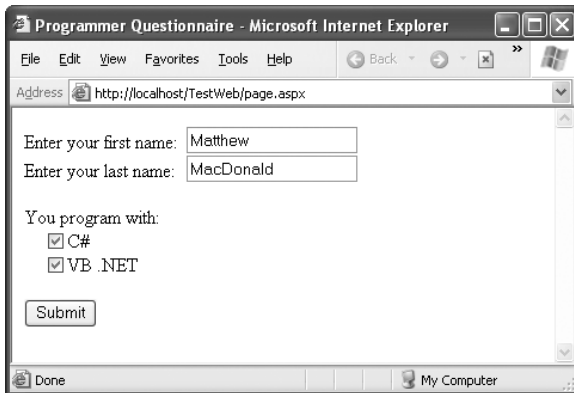 Programmer Questionnaire - Microsoft Internet Explorer
File Edit View Favorites Tools Help Back »
Address http://localhost/TestWeb/page.aspx
Enter your first name: Matthew
Enter your last name: MacDonald
You program with:
C#
VB .NET
Submit
Done My Computer